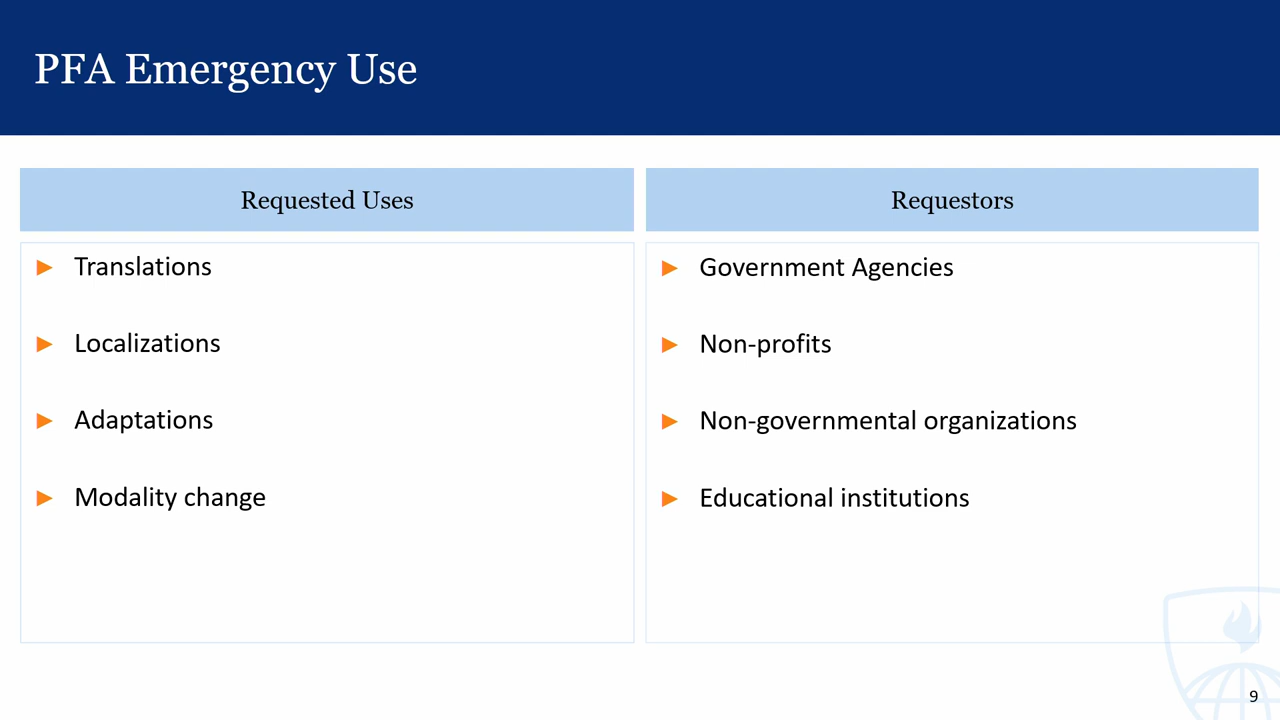 PFA Emergency Use
Requested Uses
Translations
Localizations
Adaptations
Modality change
Requestors
Government Agencies
Non-profits
Non-governmental organizations
Educational institutions
9